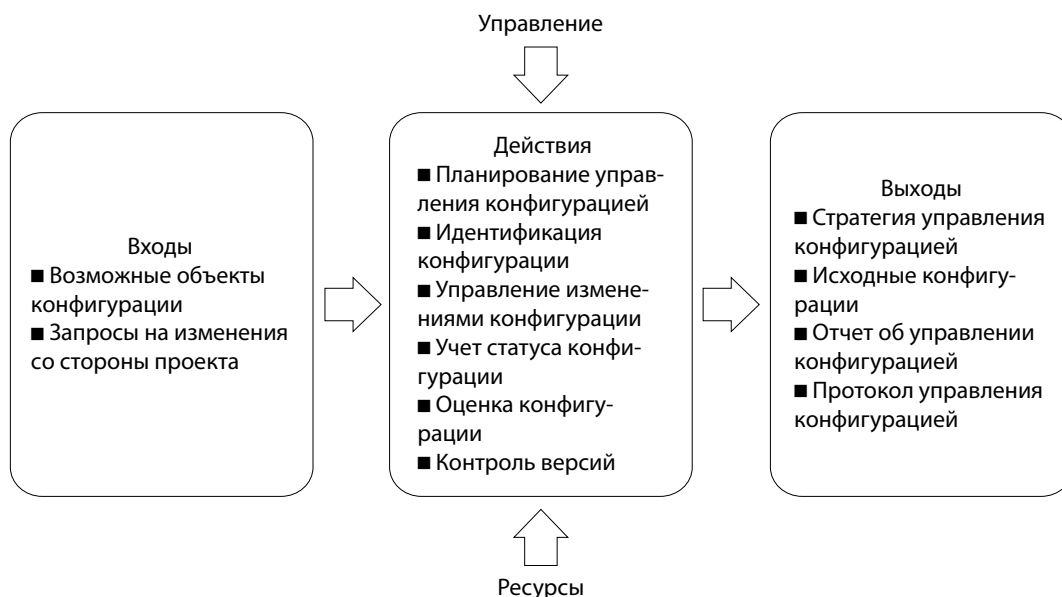 Управление
Входы
■ Возможные объекты
конфигурации
■ Запросы на изменения
со стороны проекта
Действия
■ Планирование управ-
ления конфигурацией
■ Идентификация
конфигурации
■ Управление измене-
ниями конфигурации
■ Учет статуса конфи-
гурации
■ Оценка конфигу-
рации
■ Контроль версий
Выходы
■ Стратегия управления
конфигурацией
■ Исходные конфигу-
рации
■ Отчет об управлении
конфигурацией
■ Протокол управления
конфигурацией
Ресурсы